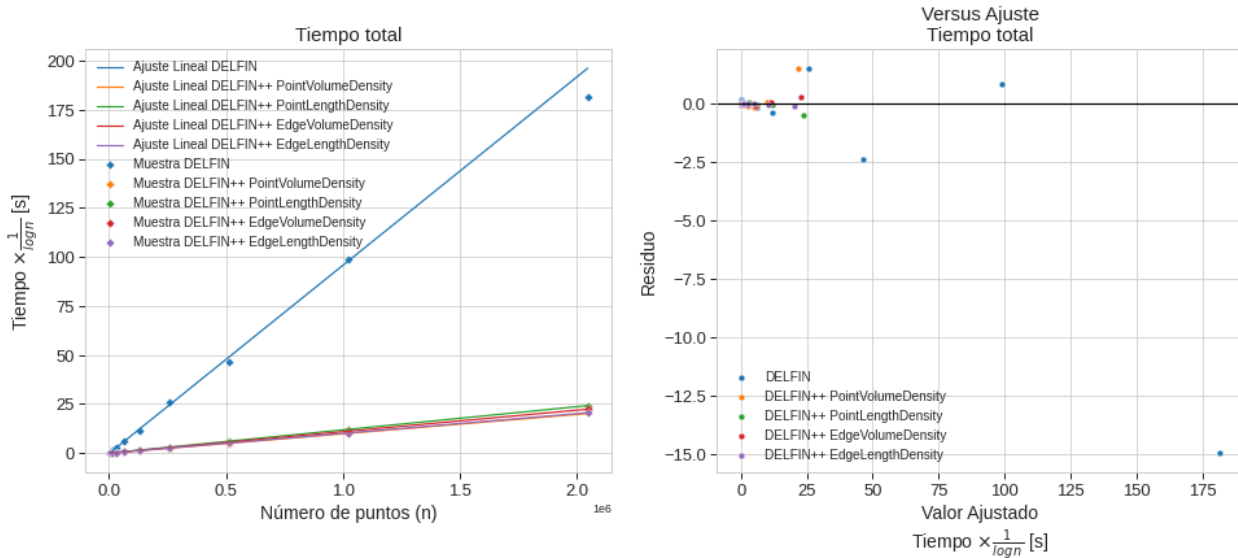 Tiempo total
200
175
150
125
100
75
50
25
0
Tiempo × 1/logn [s]
Ajuste Lineal DELFIN
Ajuste Lineal DELFIN++ PointVolumeDensity
Ajuste Lineal DELFIN++ PointLengthDensity
Ajuste Lineal DELFIN++ EdgeVolumeDensity
Ajuste Lineal DELFIN++ EdgeLengthDensity
Muestra DELFIN
Muestra DELFIN++ PointVolumeDensity
Muestra DELFIN++ PointLengthDensity
Muestra DELFIN++ EdgeVolumeDensity
Muestra DELFIN++ EdgeLengthDensity
0.0 0.5 1.0 1.5 2.0
1e6
Número de puntos (n)
Versus Ajuste
Tiempo total
0.0
−2.5
−5.0
−7.5
−10.0
−12.5
−15.0
Residuo
DELFIN
DELFIN++ PointVolumeDensity
DELFIN++ PointLengthDensity
DELFIN++ EdgeVolumeDensity
DELFIN++ EdgeLengthDensity
0 25 50 75 100 125 150 175
Valor Ajustado
Tiempo × 1/logn [s]